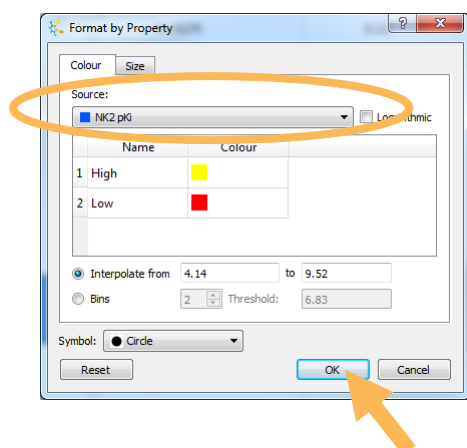 Format by Property
Colour Size
Source:
NK2 pKi
Name Colour
1 High
2 Low
Interpolate from 4.14 to 9.52
Bins 2 Threshold: 6.83
Symbol: Circle
Reset OK Cancel